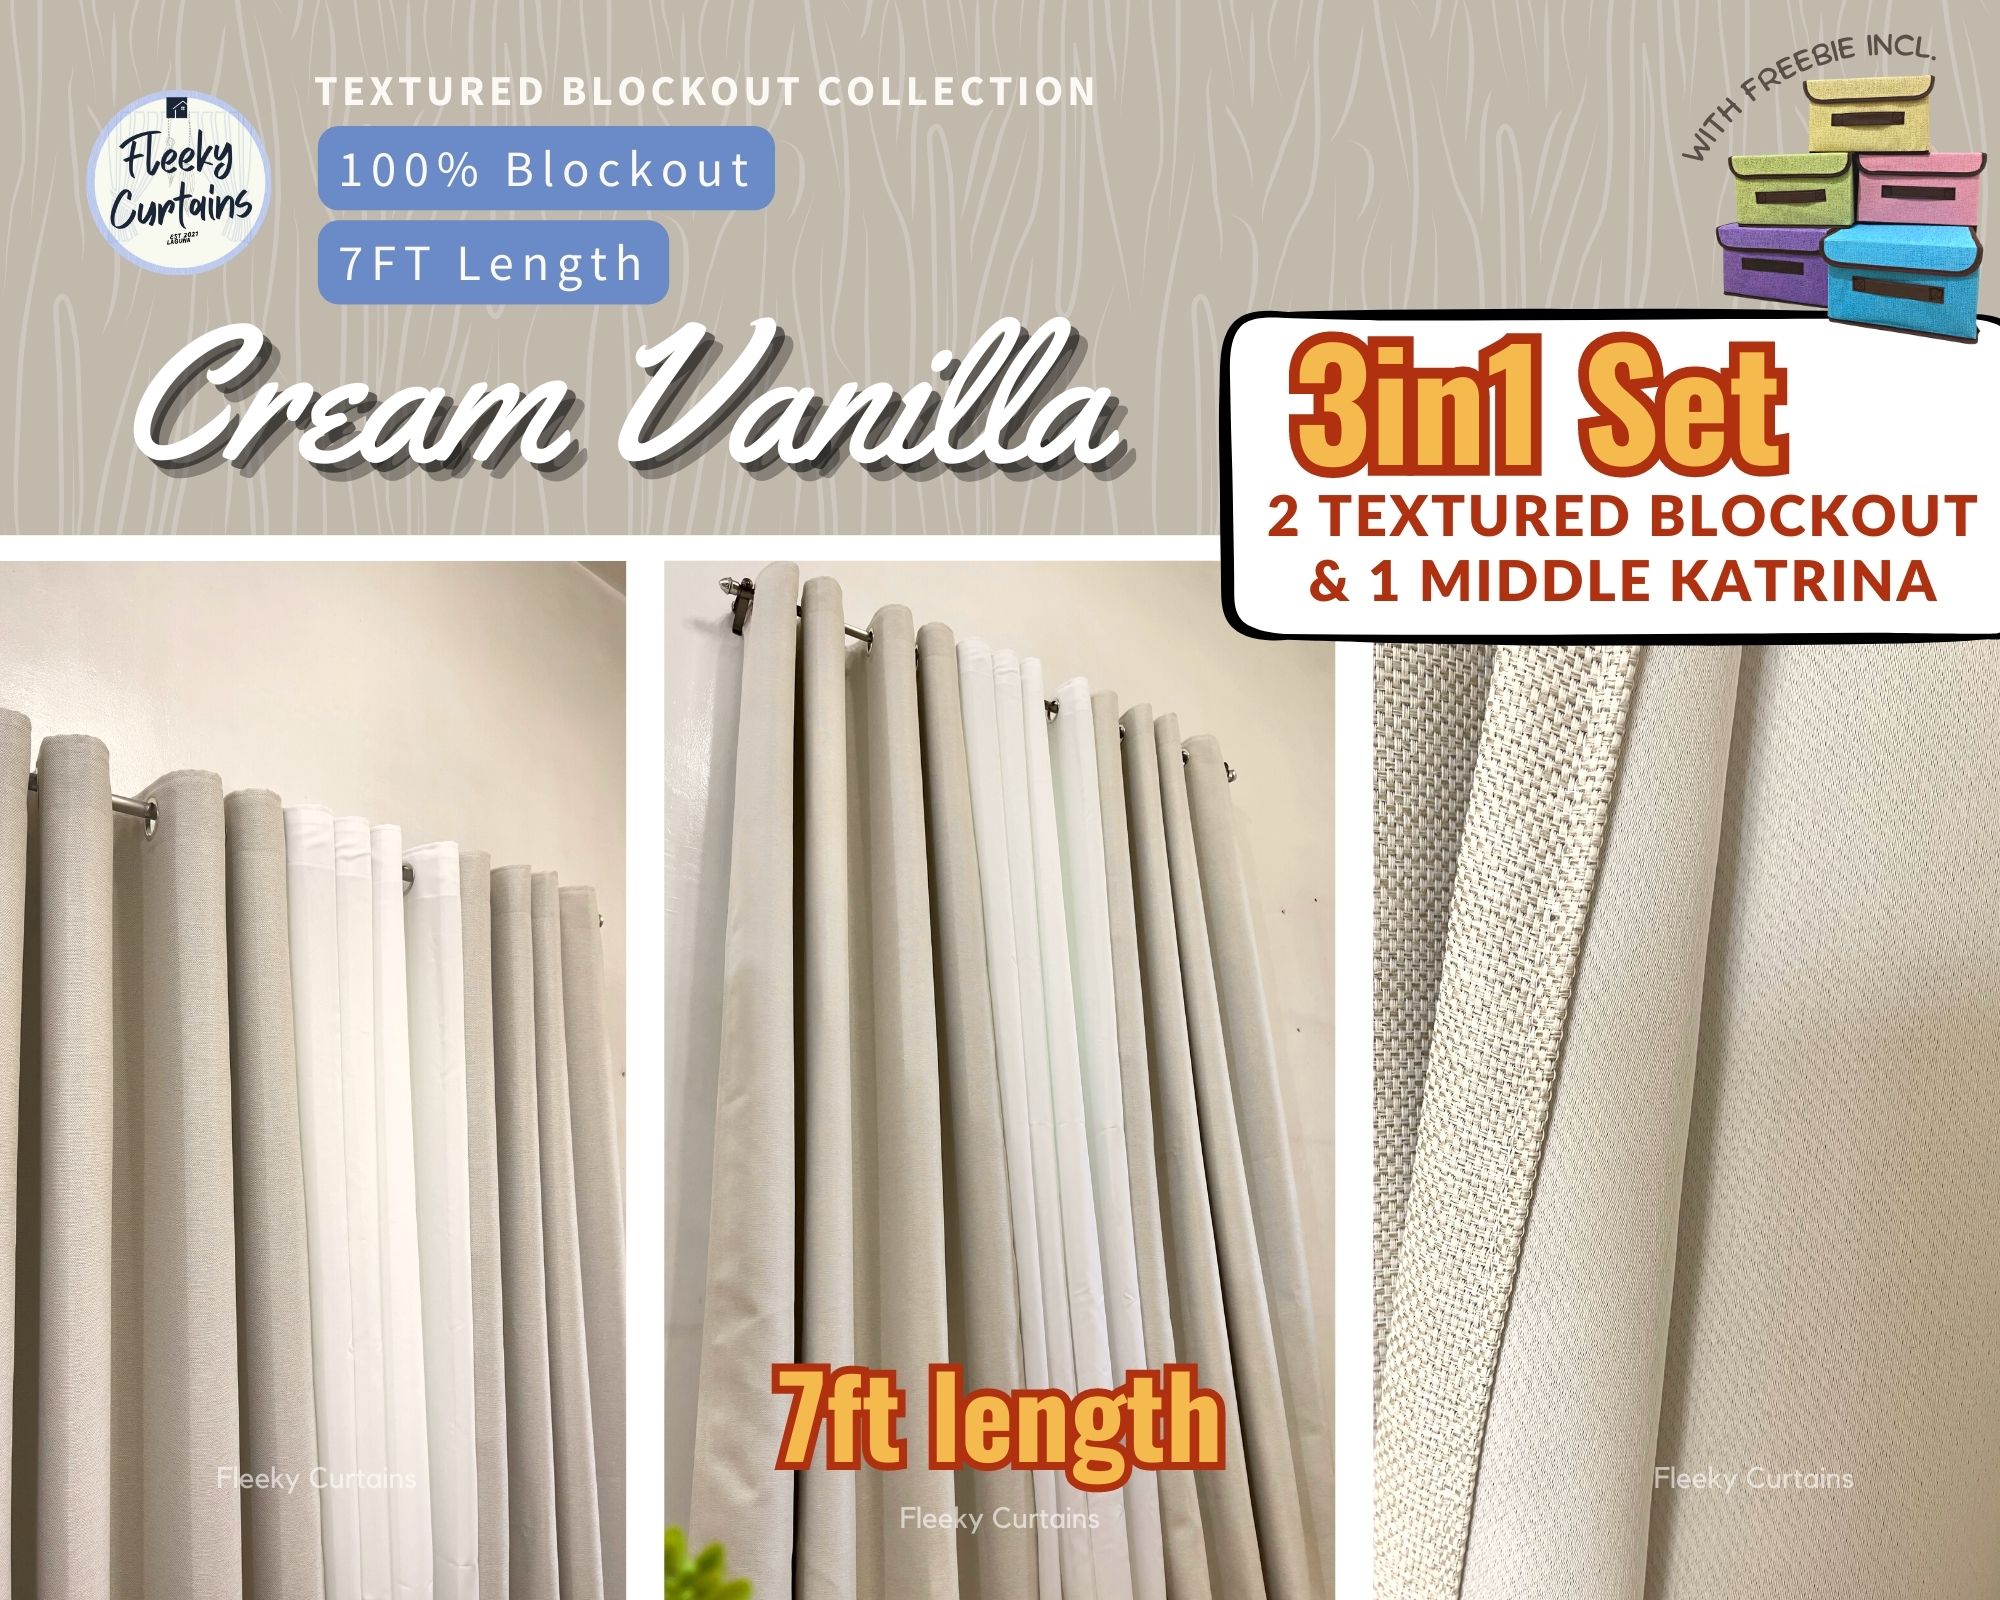 TEXTURED BLOCKOUT COLLECTION
Fleeky
Curtains
EST 2021
LAGUNA
100% Blockout
7FT Length
Cream Vanilla
WITH FREEBIE INCL.
3in1 Set
2 TEXTURED BLOCKOUT
& 1 MIDDLE KATRINA
7ft length
Fleeky Curtains
Fleeky Curtains
Fleeky Curtains